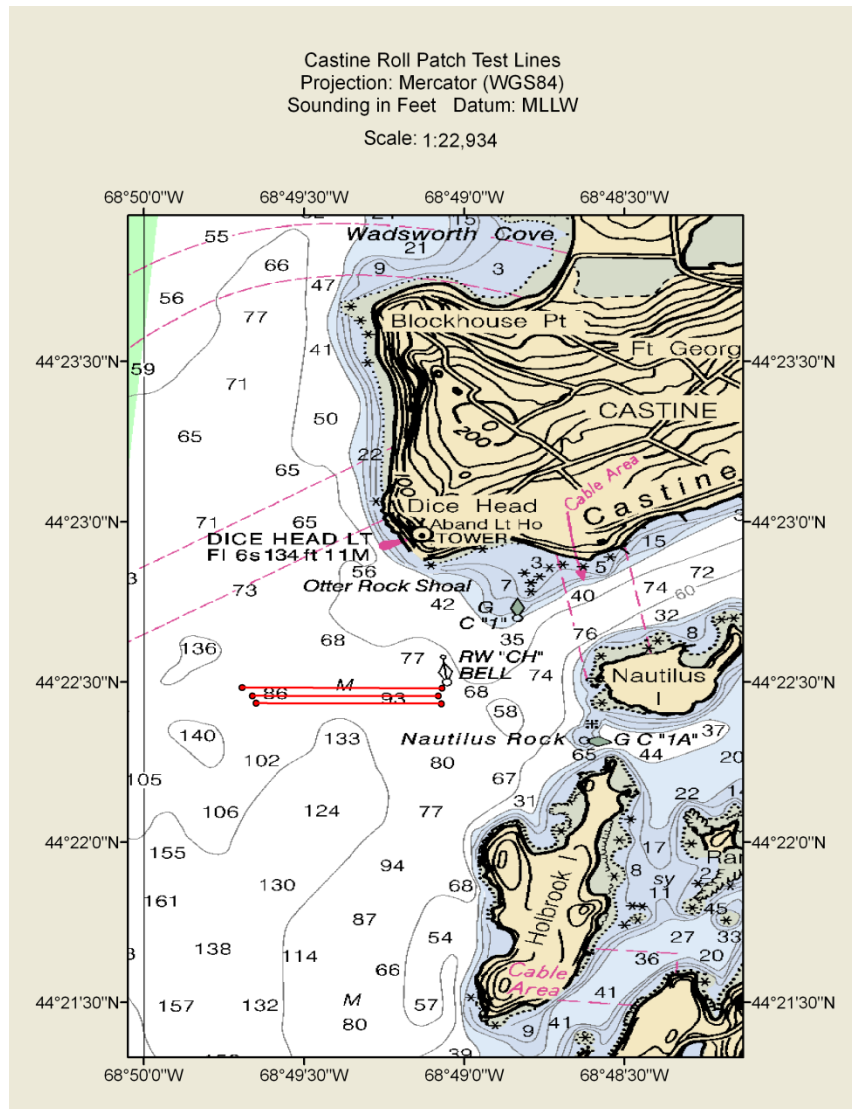 Castine Roll Patch Test Lines
Projection: Mercator (WGS84)
Sounding in Feet Datum: MLLW
Scale: 1:22,934
68°50'0"W 68°49'30"W 68°49'0"W 68°48'30"W
55
15
Wadsworth Cove
21
66 9 3
47
56
77
Blockhouse Pt
44°23'30"N 41 Ft Georg 44°23'30"N
59
71
CASTINE
50
200
65
22
65
Cable Area
Castine
Dice Head
44°23'0"N 71 65 Aband Lt Ho 44°23'0"N
DICE HEAD LT TOWER
Fl 6s 134 ft 11M
15
56 3 5
Otter Rock Shoal 7 72
73 74 60
42 G 40
C "1" 32
68 35 76 8
136 77 RW "CH"
BELL 74
44°22'30"N M 68 Nautilus 44°22'30"N
86 93 I
58
140 133 Nautilus Rock G C "1A" 37
65 44
102 80 20
105 67
31 22
106 124 77
44°22'0"N 17 44°22'0"N
155
94
130 68 8 sy
161 11
45
87
54 27 33
Holbrook I
138 114 36 20
66 Cable
Area
41
44°21'30"N 157 132 M 57 44°21'30"N
80 9 41
39
68°50'0"W 68°49'30"W 68°49'0"W 68°48'30"W